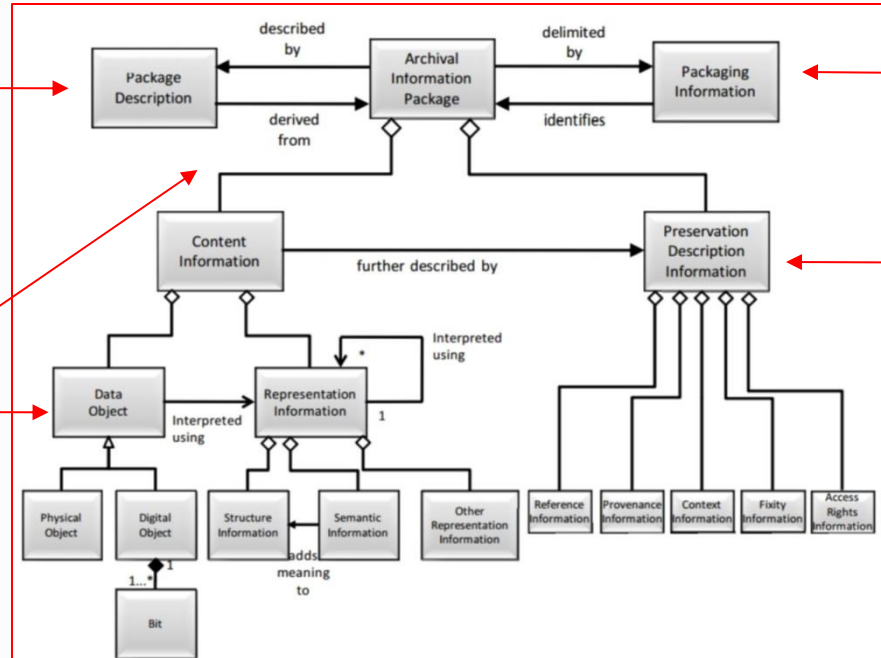 described
by
delimited
by
Package
Description
Archival
Information
Package
Packaging
Information
derived
from
identifies
Content
Information
further described by
Preservation
Description
Information
Interpreted
using
*
1
Data
Object
Interpreted
using
Representation
Information
Physical
Object
Digital
Object
Structure
Information
Semantic
Information
Other
Representation
Information
Reference
Information
Provenance
Information
Context
Information
Fixity
Information
Access
Rights
Information
adds
meaning
to
1
1...*
Bit